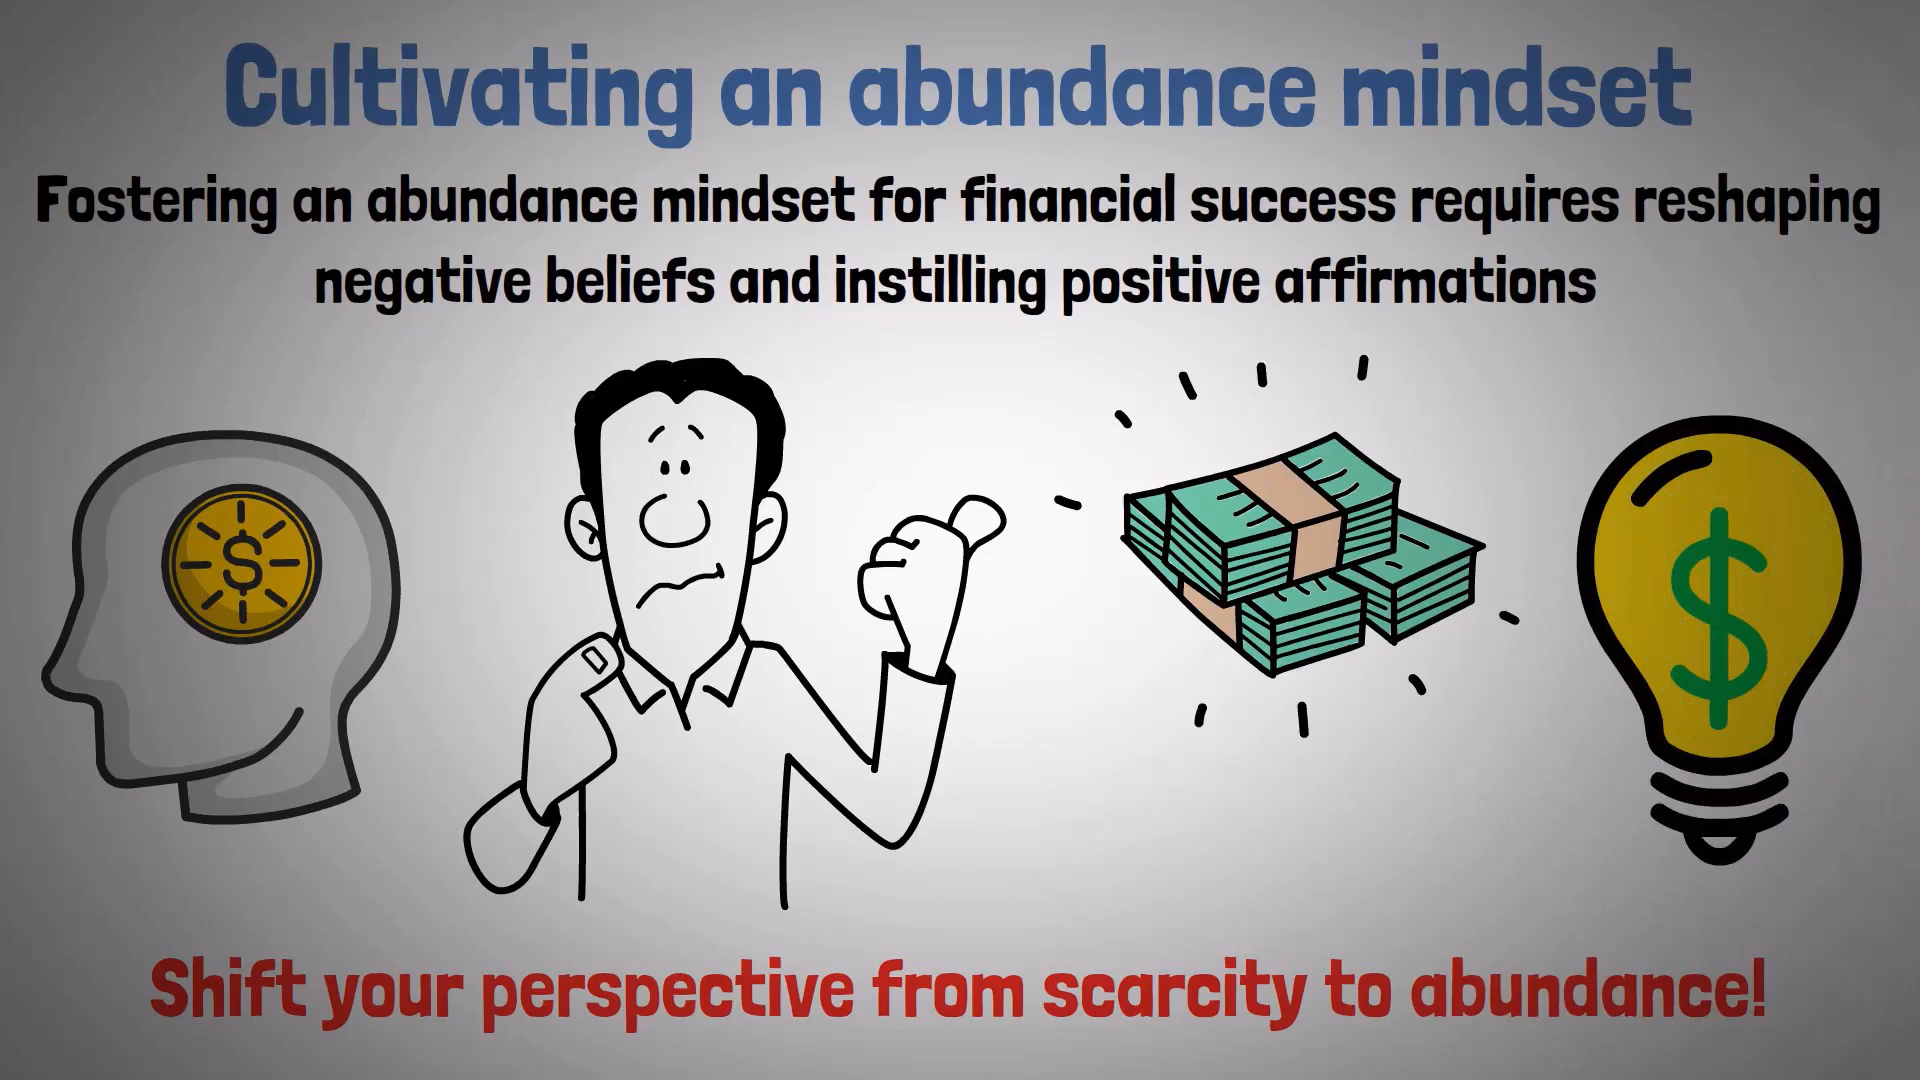 Cultivating an abundance mindset
Fostering an abundance mindset for financial success requires reshaping
negative beliefs and instilling positive affirmations
$
$
Shift your perspective from scarcity to abundance!